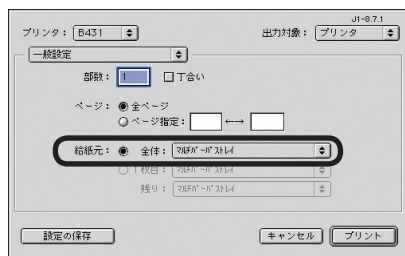 J1-8.7.1
プリンタ： B431 出力対象： プリンタ
一般設定
部数： 1 丁合い
ページ： 全ページ
ページ指定： ←→
給紙元： 全体： ﾏﾙﾁﾊﾟｰﾊﾟｽﾄﾚｲ
1枚目： ﾏﾙﾁﾊﾟｰﾊﾟｽﾄﾚｲ
残り： ﾏﾙﾁﾊﾟｰﾊﾟｽﾄﾚｲ
設定の保存 キャンセル プリント